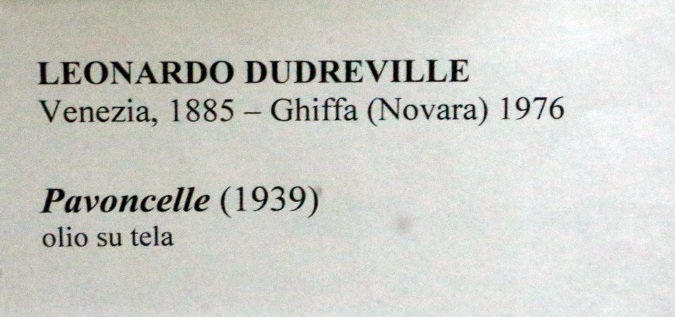 LEONARDO DUDREVILLE
Venezia, 1885 – Ghiffa (Novara) 1976
Pavoncelle (1939)
olio su tela